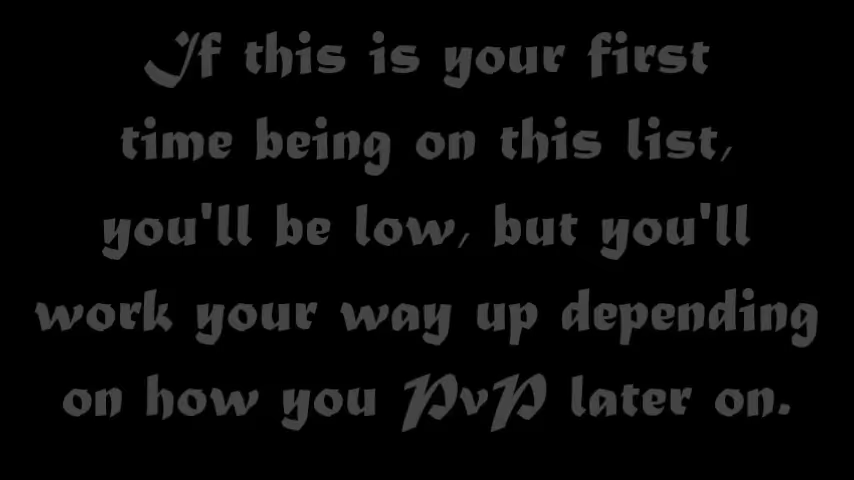 If this is your first
time being on this list,
you'll be low, but you'll
work your way up depending
on how you PvP later on.